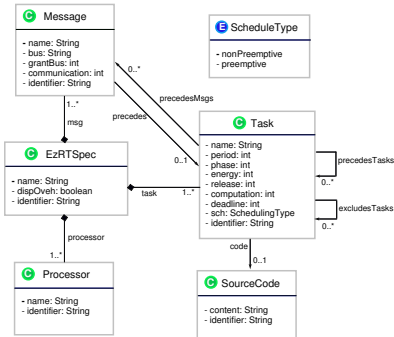 C Message
- name: String
- bus: String
- grantBus: int
- communication: int
- identifier: String
E ScheduleType
- nonPreemptive
- preemptive
0..*
precedesMsgs
1..*
msg
precedes
0..1
C Task
- name: String
- period: int
- phase: int
- energy: int
- release: int
- computation: int
- deadline: int
- sch: SchedulingType
- identifier: String
precedesTasks
0..*
excludesTasks
0..*
C EzRTSpec
- name: String
- dispOveh: boolean
- identifier: String
task
1..*
processor
1..*
code
0..1
C Processor
- name: String
- identifier: String
C SourceCode
- content: String
- identifier: String